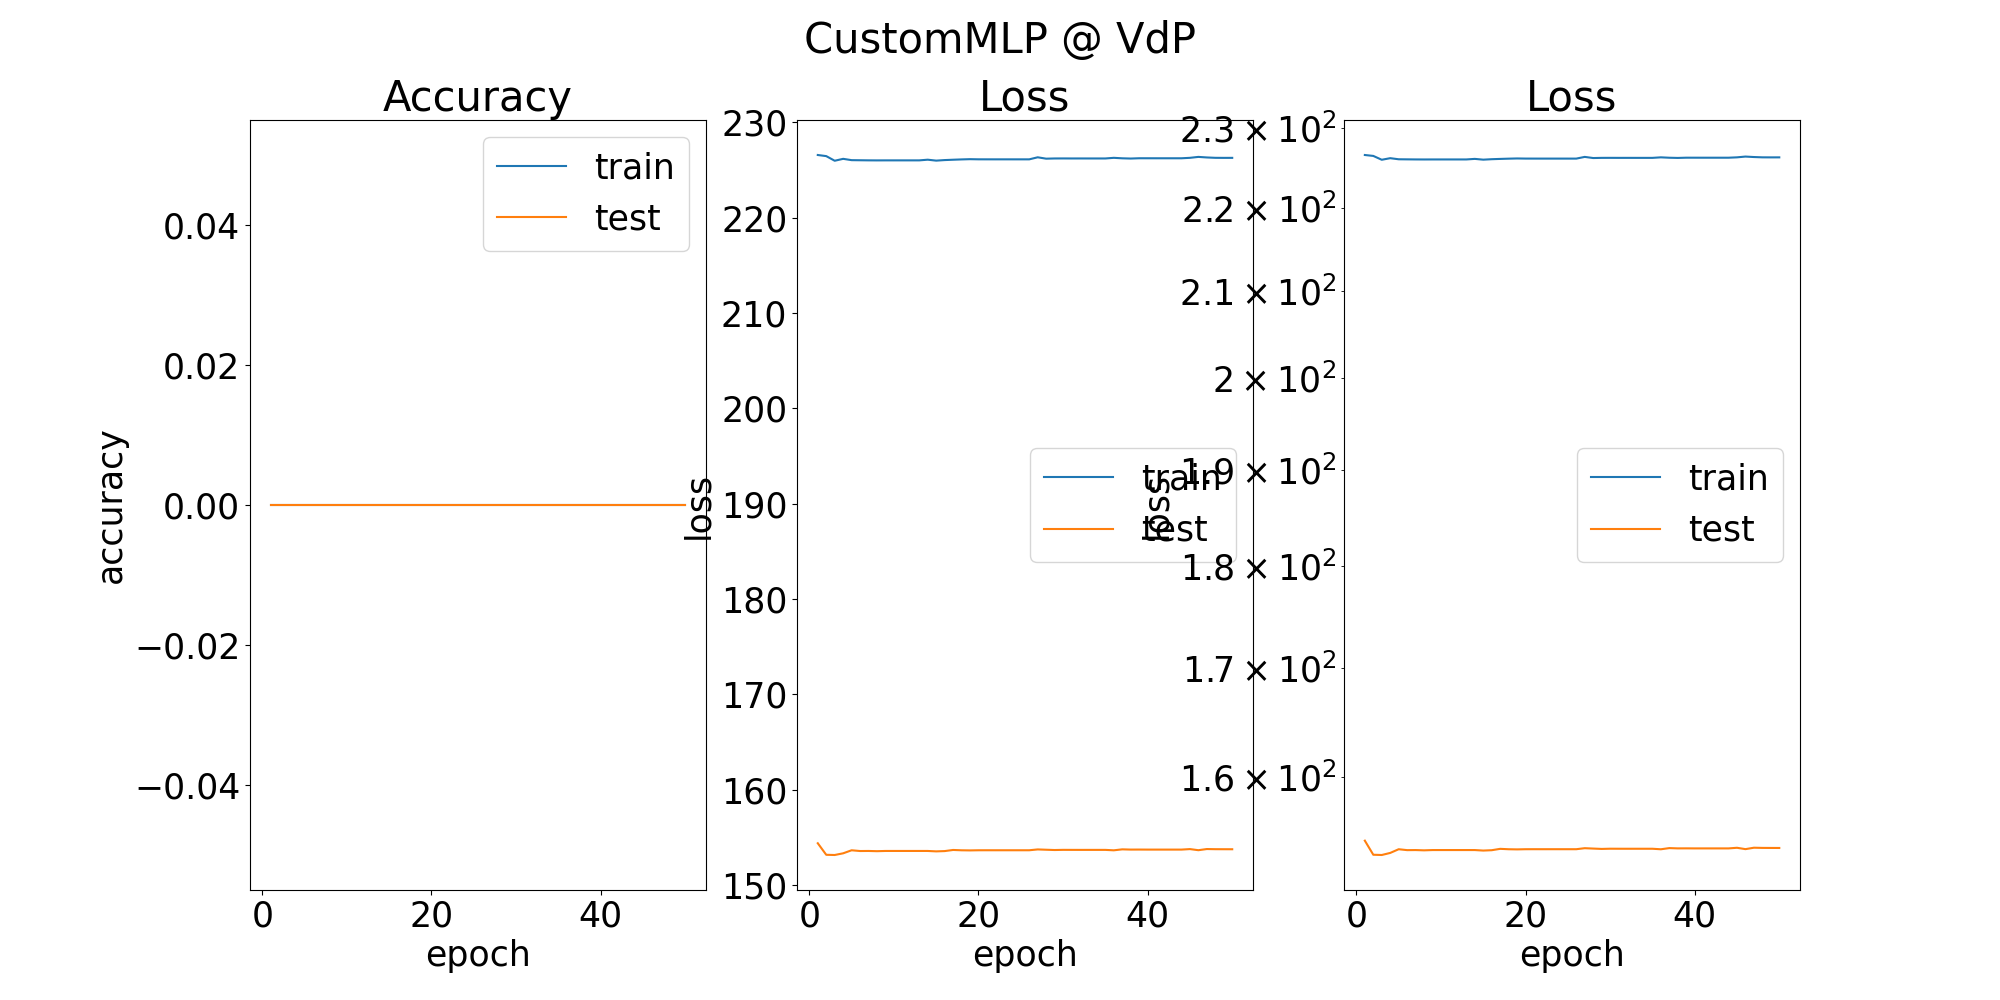 CustomMLP @ VdP
Accuracy
accuracy
0.04
0.02
0.00
−0.02
−0.04
train
test
0
20
40
epoch
Loss
loss
230
220
210
200
190
180
170
160
150
train
test
0
20
40
epoch
Loss
loss
2.3 × 10²
2.2 × 10²
2.1 × 10²
2 × 10²
1.9 × 10²
1.8 × 10²
1.7 × 10²
1.6 × 10²
train
test
0
20
40
epoch